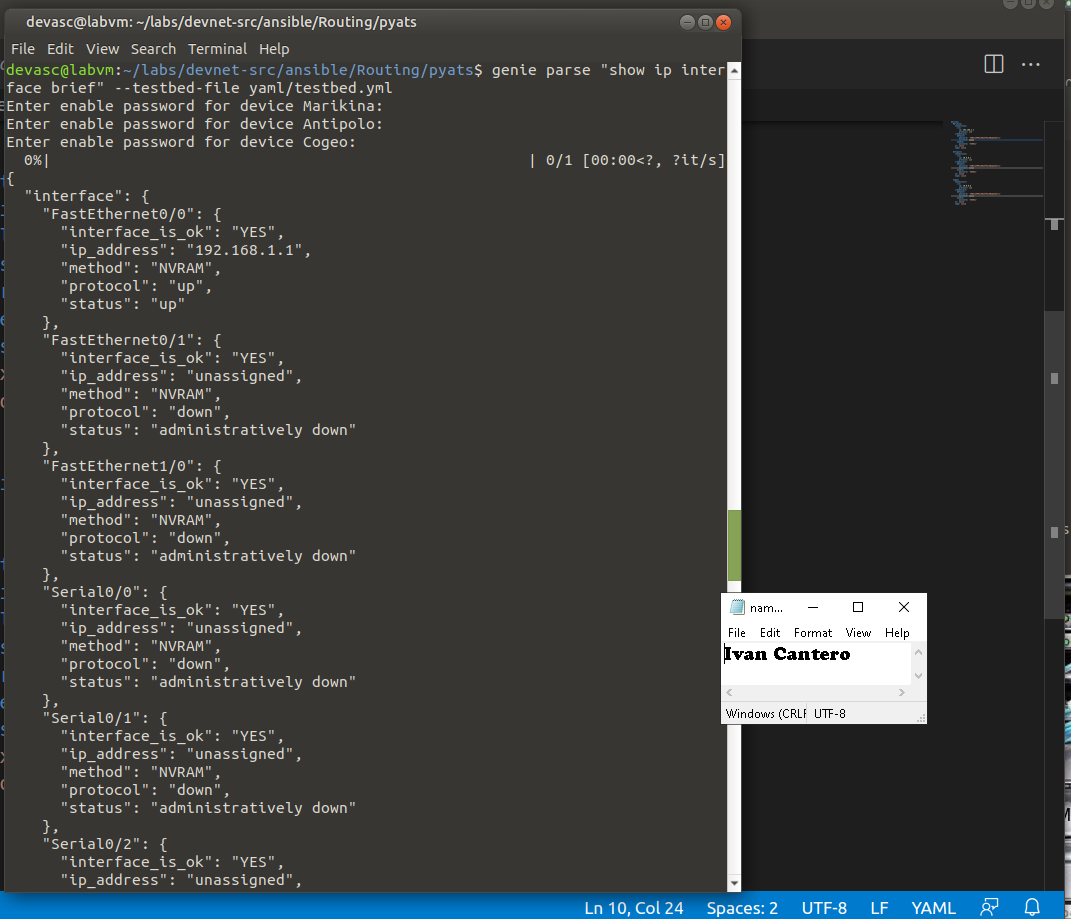 devasc@labvm: ~/labs/devnet-src/ansible/Routing/pyats
File Edit View Search Terminal Help
devasc@labvm:~/labs/devnet-src/ansible/Routing/pyats$ genie parse "show ip inter
face brief" --testbed-file yaml/testbed.yml
Enter enable password for device Marikina:
Enter enable password for device Antipolo:
Enter enable password for device Cogeo:
0%| | 0/1 [00:00<?, ?it/s]
{
"interface": {
"FastEthernet0/0": {
"interface_is_ok": "YES",
"ip_address": "192.168.1.1",
"method": "NVRAM",
"protocol": "up",
"status": "up"
},
"FastEthernet0/1": {
"interface_is_ok": "YES",
"ip_address": "unassigned",
"method": "NVRAM",
"protocol": "down",
"status": "administratively down"
},
"FastEthernet1/0": {
"interface_is_ok": "YES",
"ip_address": "unassigned",
"method": "NVRAM",
"protocol": "down",
"status": "administratively down"
},
"Serial0/0": {
"interface_is_ok": "YES",
"ip_address": "unassigned",
"method": "NVRAM",
"protocol": "down",
"status": "administratively down"
},
"Serial0/1": {
"interface_is_ok": "YES",
"ip_address": "unassigned",
"method": "NVRAM",
"protocol": "down",
"status": "administratively down"
},
"Serial0/2": {
"interface_is_ok": "YES",
"ip_address": "unassigned",
nam...
File Edit Format View Help
Ivan Cantero
Windows (CRLF UTF-8
Ln 10, Col 24 Spaces: 2 UTF-8 LF YAML